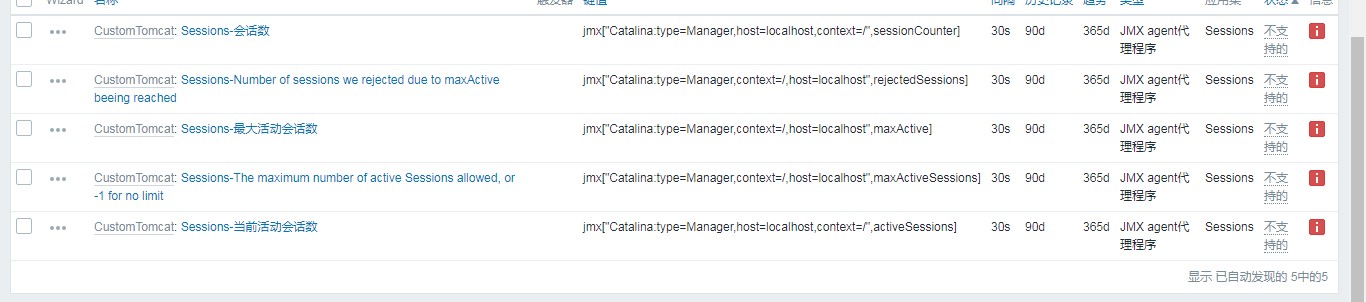 Wizard 名称 触发器 键值 间隔 历史记录 趋势 类型 应用集 状态▲ 信息
CustomTomcat: Sessions-会话数 jmx["Catalina:type=Manager,host=localhost,context=/",sessionCounter] 30s 90d 365d JMX agent代 Sessions 不支
理程序 持的
CustomTomcat: Sessions-Number of sessions we rejected due to maxActive jmx["Catalina:type=Manager,context=/,host=localhost",rejectedSessions] 30s 90d 365d JMX agent代 Sessions 不支
beeing reached 理程序 持的
CustomTomcat: Sessions-最大活动会话数 jmx["Catalina:type=Manager,context=/,host=localhost",maxActive] 30s 90d 365d JMX agent代 Sessions 不支
理程序 持的
CustomTomcat: Sessions-The maximum number of active Sessions allowed, or jmx["Catalina:type=Manager,context=/,host=localhost",maxActiveSessions] 30s 90d 365d JMX agent代 Sessions 不支
-1 for no limit 理程序 持的
CustomTomcat: Sessions-当前活动会话数 jmx["Catalina:type=Manager,host=localhost,context=/",activeSessions] 30s 90d 365d JMX agent代 Sessions 不支
理程序 持的
显示 已自动发现的 5中的5